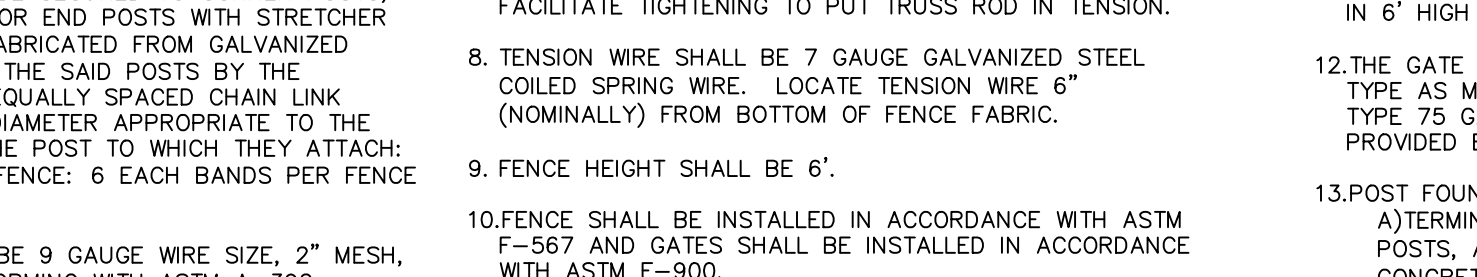 OR END POSTS WITH STRETCHER
ABRICATED FROM GALVANIZED
THE SAID POSTS BY THE
EQUALLY SPACED CHAIN LINK
DIAMETER APPROPRIATE TO THE
HE POST TO WHICH THEY ATTACH:
FENCE: 6 EACH BANDS PER FENCE
BE 9 GAUGE WIRE SIZE, 2" MESH,
FACILITATE TIGHTENING TO PUT TRUSS ROD IN TENSION.
8. TENSION WIRE SHALL BE 7 GAUGE GALVANIZED STEEL
COILED SPRING WIRE. LOCATE TENSION WIRE 6"
(NOMINALLY) FROM BOTTOM OF FENCE FABRIC.
9. FENCE HEIGHT SHALL BE 6'.
10.FENCE SHALL BE INSTALLED IN ACCORDANCE WITH ASTM
F-567 AND GATES SHALL BE INSTALLED IN ACCORDANCE
WITH ASTM F-900.
IN 6' HIGH
12.THE GATE
TYPE AS M
TYPE 75 G
PROVIDED
13.POST FOUN
A)TERMIN
POSTS,
CONCRET